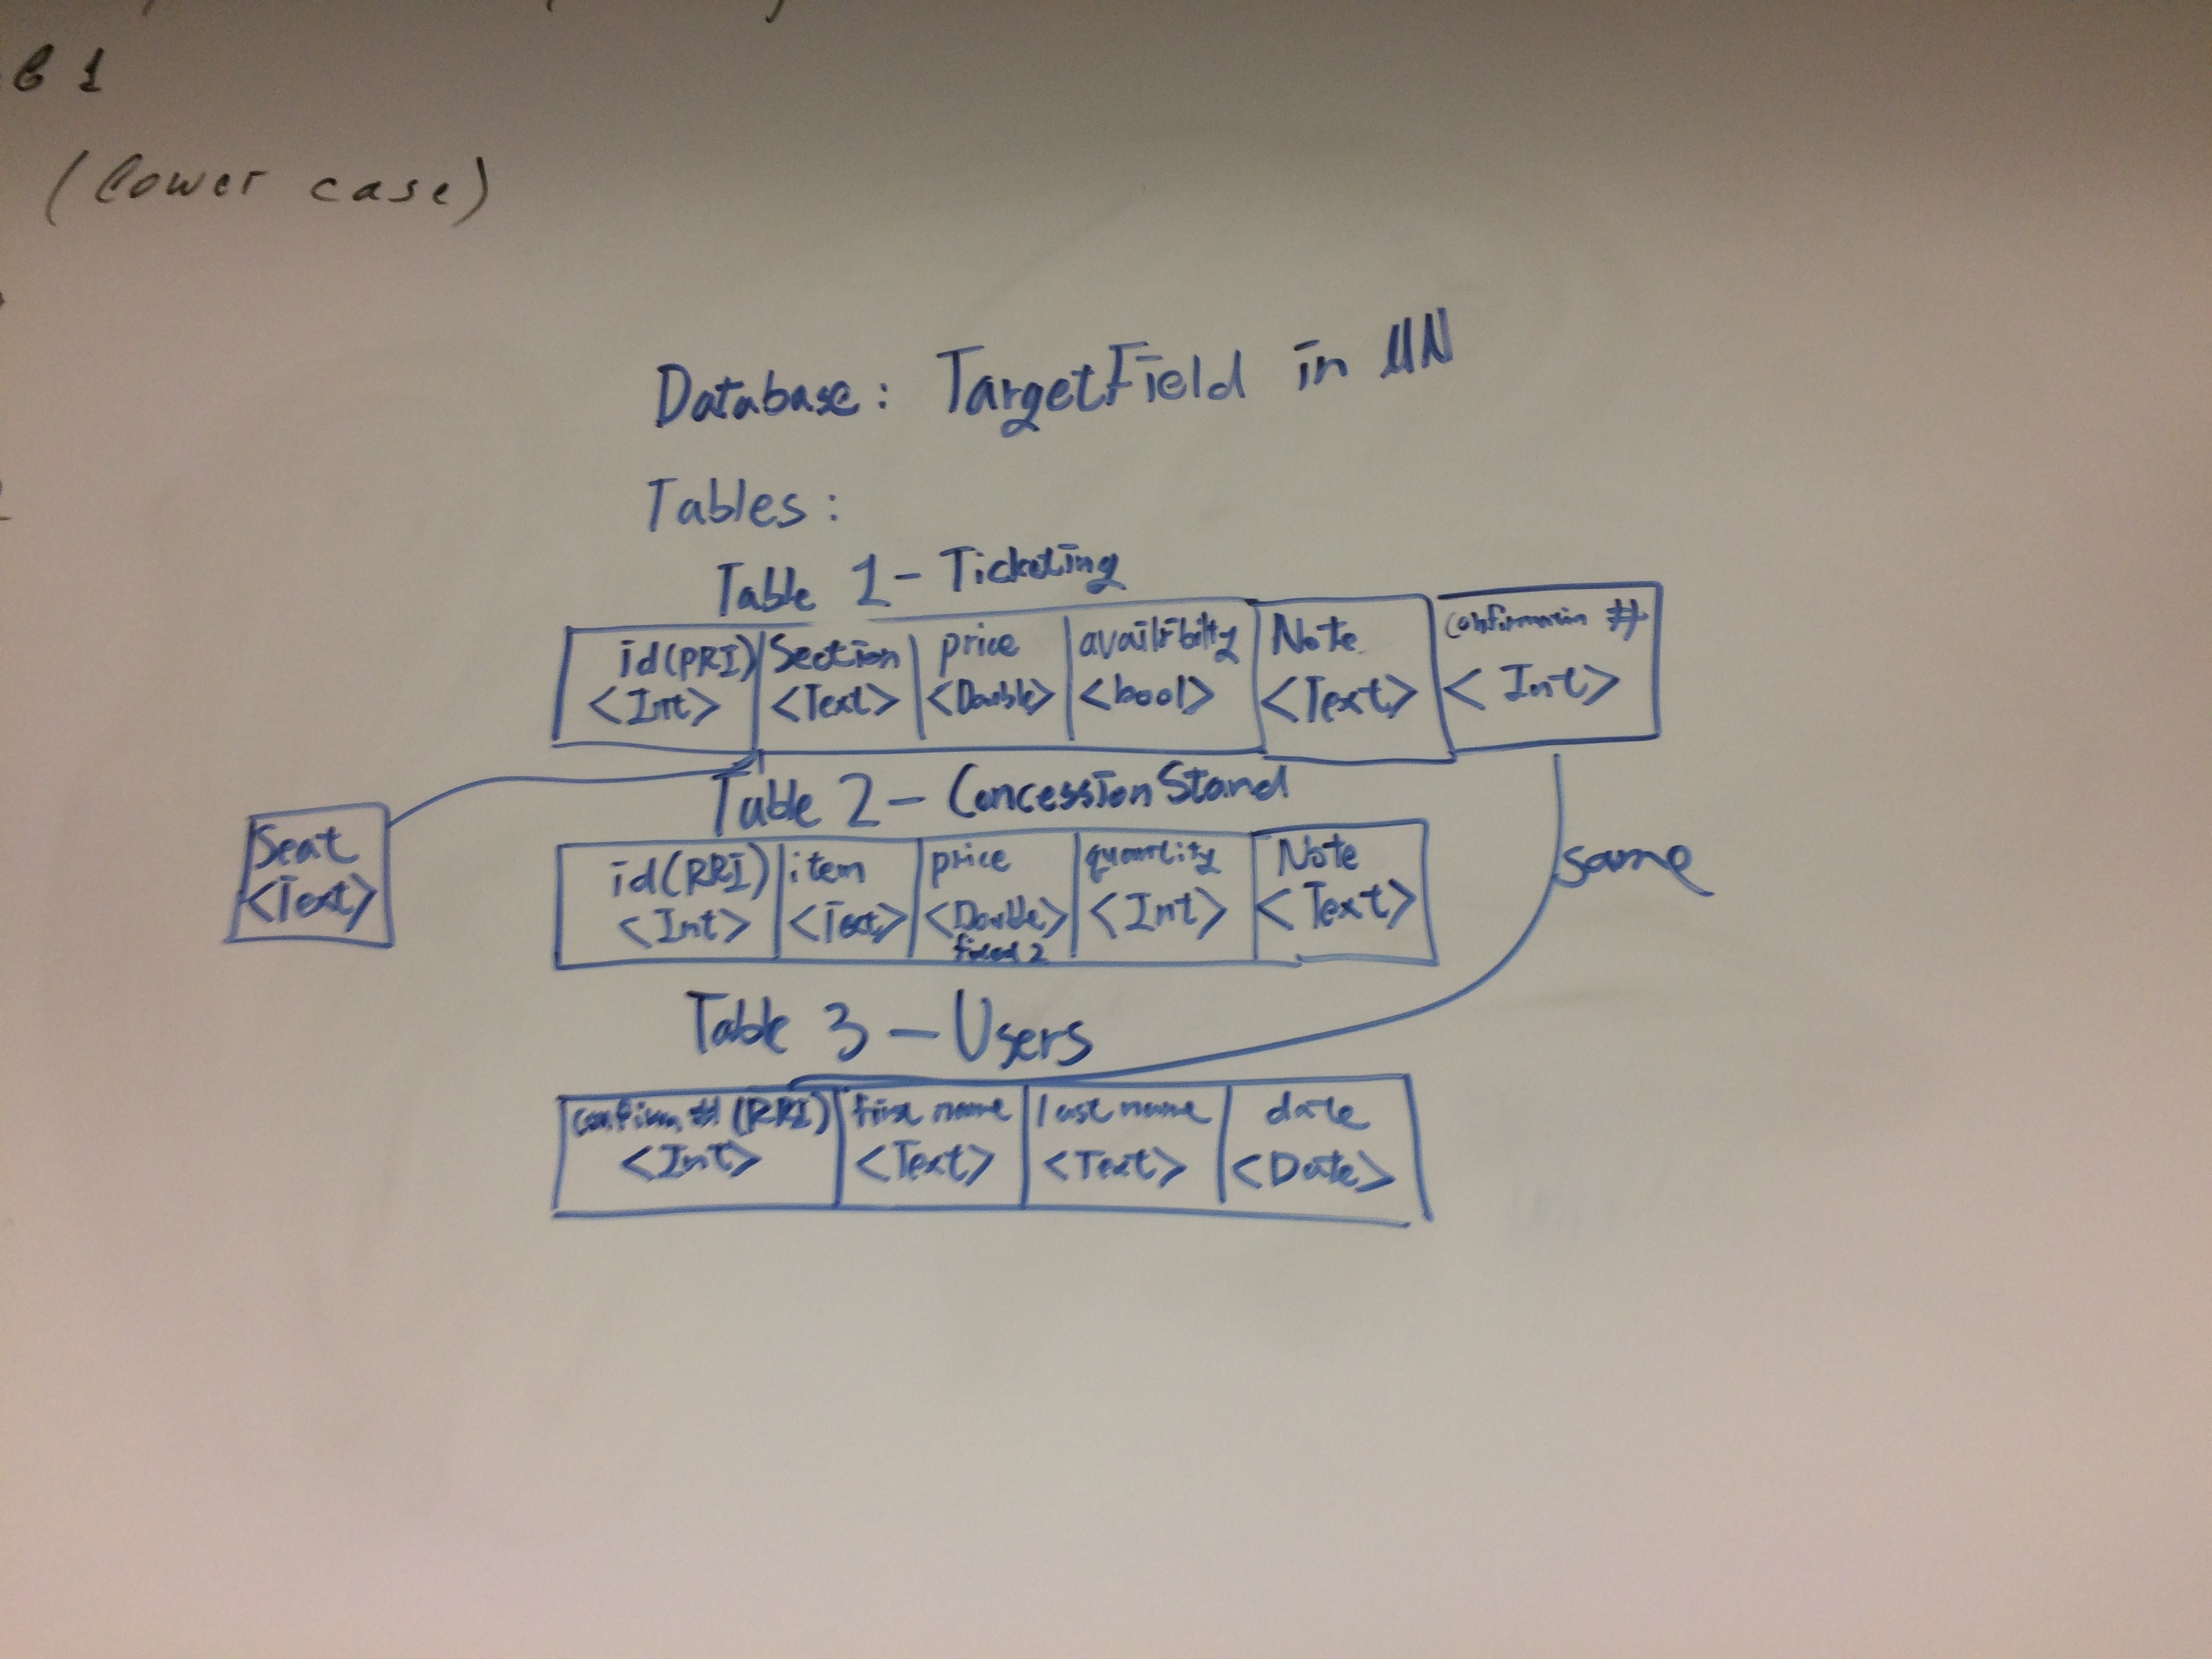 в 1
(lower case)
Database: TargetField in MN
Tables:
Table 1 - Ticketing
id(PRI) Section price availibilty Note confirmation #
<Int> <Text> <Double> <bool> <Text> <Int>
Table 2 - ConcessionStand
Seat
<Text>
id(PRI) item price quantity Note
<Int> <Text> <Double> <Int> <Text>
fixed 2
same
Table 3 - Users
confirm #(PRI) first name last name date
<Int> <Text> <Text> <Date>